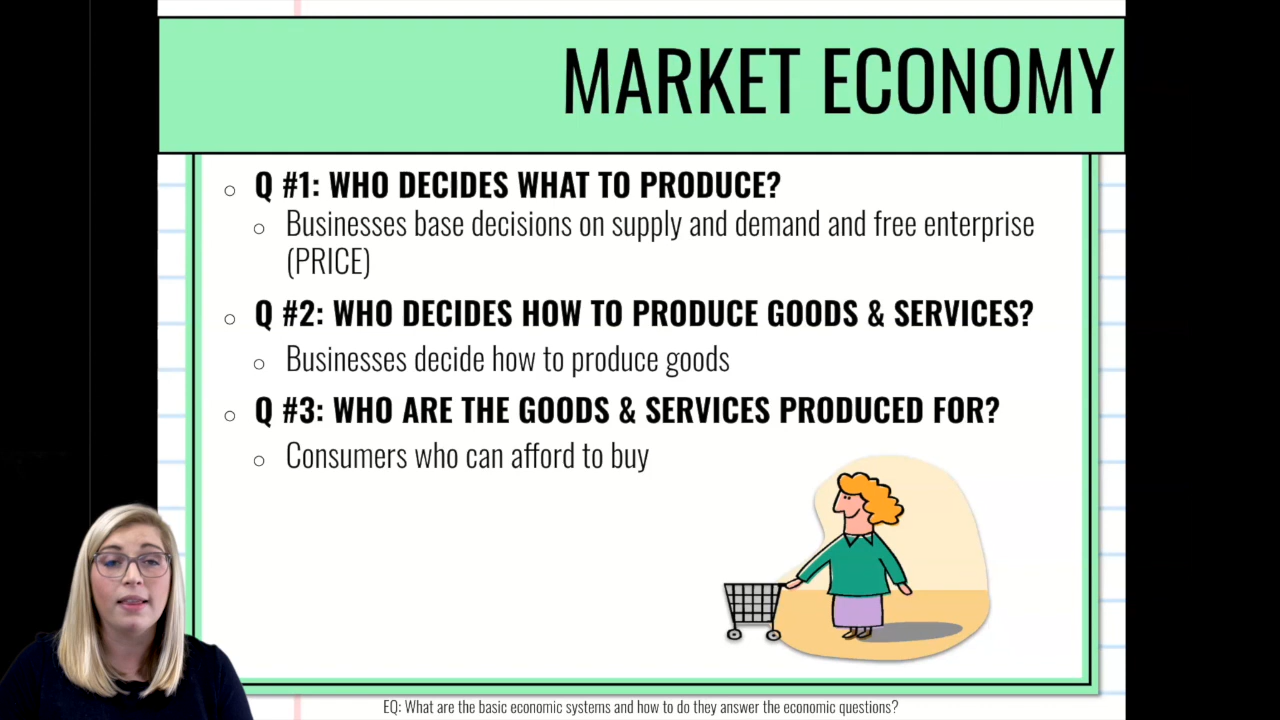 MARKET ECONOMY
○ Q #1: WHO DECIDES WHAT TO PRODUCE?
○ Businesses base decisions on supply and demand and free enterprise
(PRICE)
○ Q #2: WHO DECIDES HOW TO PRODUCE GOODS & SERVICES?
○ Businesses decide how to produce goods
○ Q #3: WHO ARE THE GOODS & SERVICES PRODUCED FOR?
○ Consumers who can afford to buy
EQ: What are the basic economic systems and how to do they answer the economic questions?